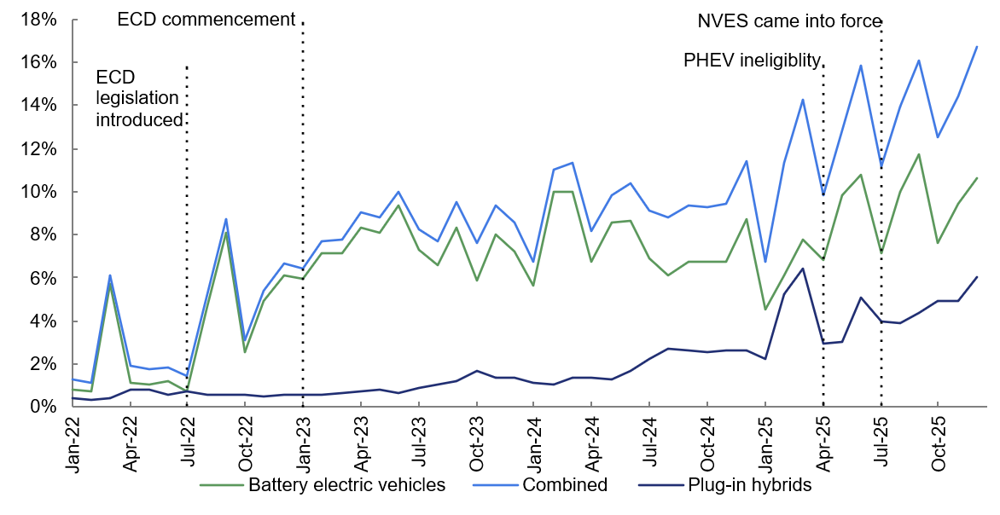 18%
16%
14%
12%
10%
8%
6%
4%
2%
0%
ECD commencement
ECD
legislation
introduced
NVES came into force
PHEV ineligiblity
Jan-22
Apr-22
Jul-22
Oct-22
Jan-23
Apr-23
Jul-23
Oct-23
Jan-24
Apr-24
Jul-24
Oct-24
Jan-25
Apr-25
Jul-25
Oct-25
Battery electric vehicles
Combined
Plug-in hybrids